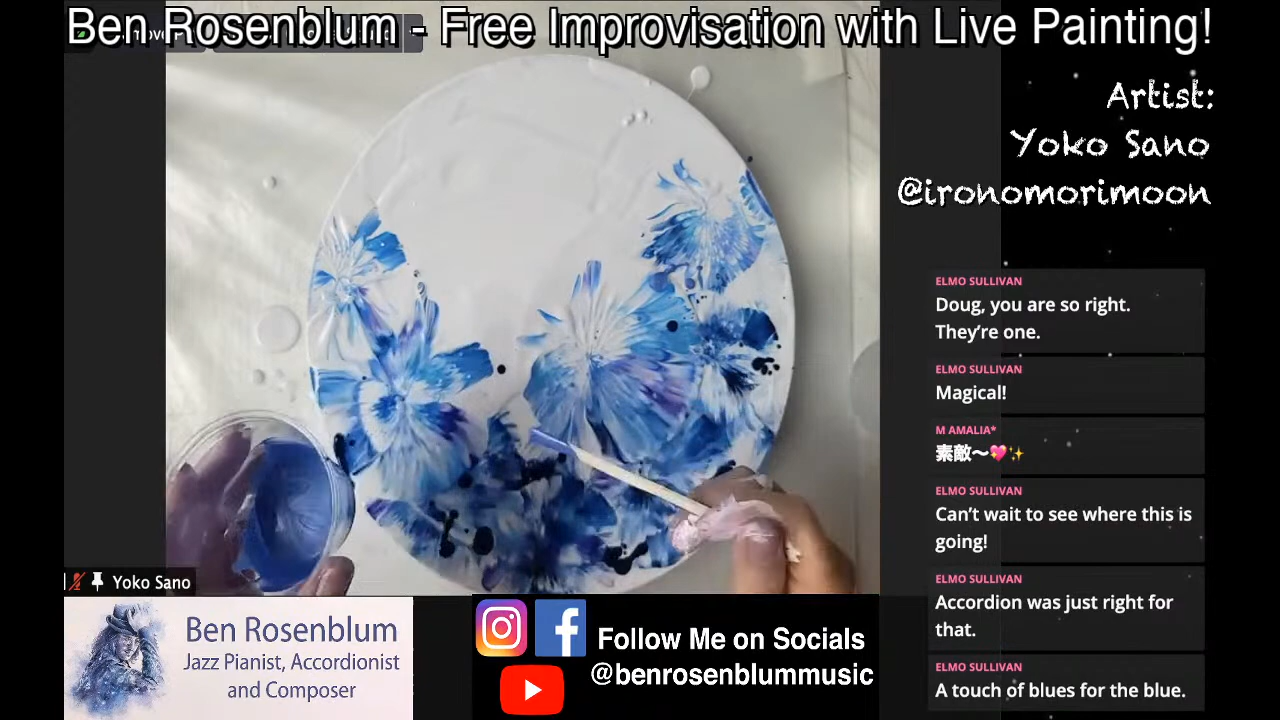 Ben Rosenblum - Free Improvisation with Live Painting!
Artist:
Yoko Sano
@ironomorimoon
ELMO SULLIVAN
Doug, you are so right.
They're one.
ELMO SULLIVAN
Magical!
M AMALIA*
素敵〜💖✨
ELMO SULLIVAN
Can't wait to see where this is
going!
ELMO SULLIVAN
Accordion was just right for
that.
ELMO SULLIVAN
A touch of blues for the blue.
Yoko Sano
Ben Rosenblum
Jazz Pianist, Accordionist
and Composer
Follow Me on Socials
@benrosenblummusic